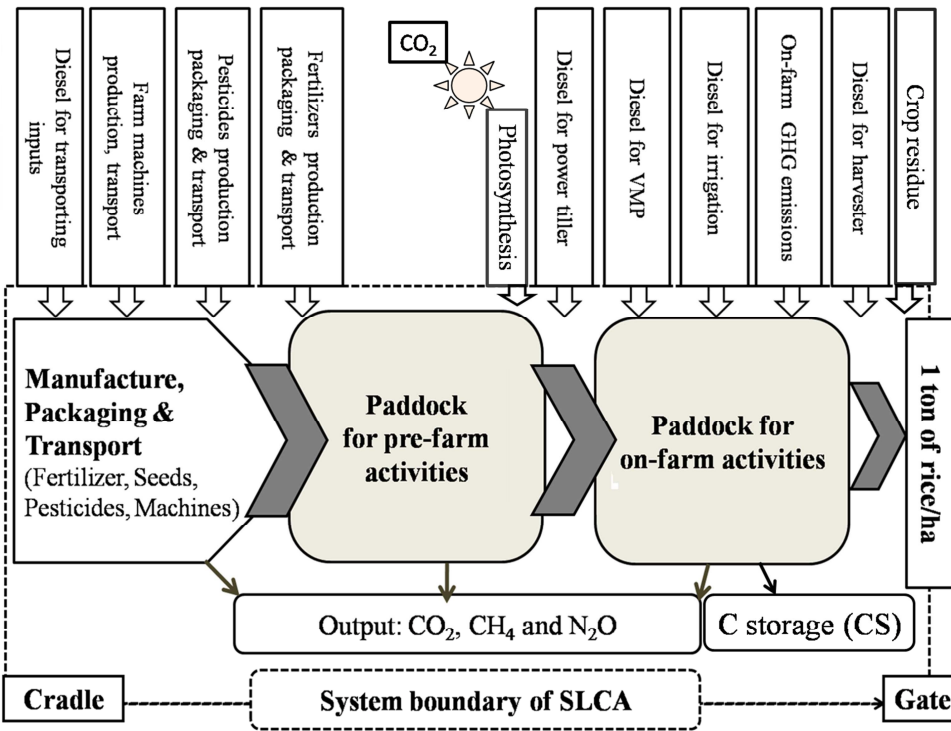 Diesel for transporting
inputs
Farm machines
production, transport
Pesticides production
packaging & transport
Fertilizers production
packaging & transport
CO₂
Photosynthesis
Diesel for power tiller
Diesel for VMP
Diesel for irrigation
On-farm GHG emissions
Diesel for harvester
Crop residue
Manufacture,
Packaging &
Transport
(Fertilizer, Seeds,
Pesticides, Machines)
Paddock
for pre-farm
activities
Paddock for
on-farm activities
1 ton of rice/ha
Output: CO₂, CH₄ and N₂O
C storage (CS)
Cradle
System boundary of SLCA
Gate